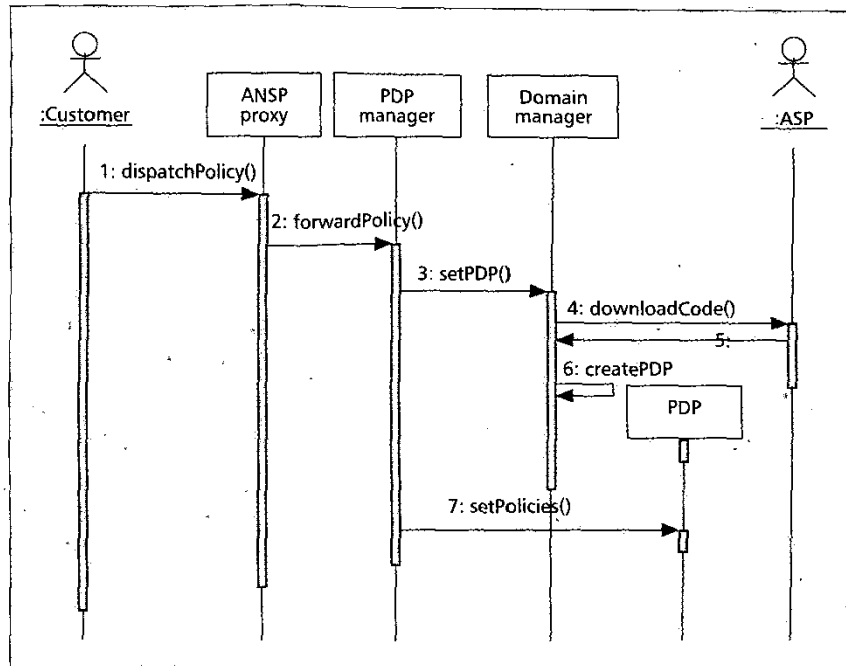 :Customer
ANSP
proxy
PDP
manager
Domain
manager
:ASP
1: dispatchPolicy()
2: forwardPolicy()
3: setPDP()
4: downloadCode()
5:
6: createPDP
PDP
7: setPolicies()